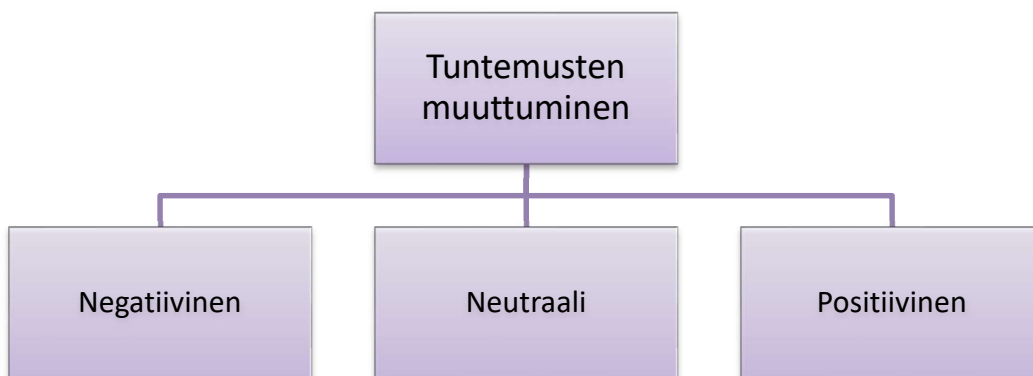 Tuntemusten
muuttuminen
Negatiivinen
Neutraali
Positiivinen